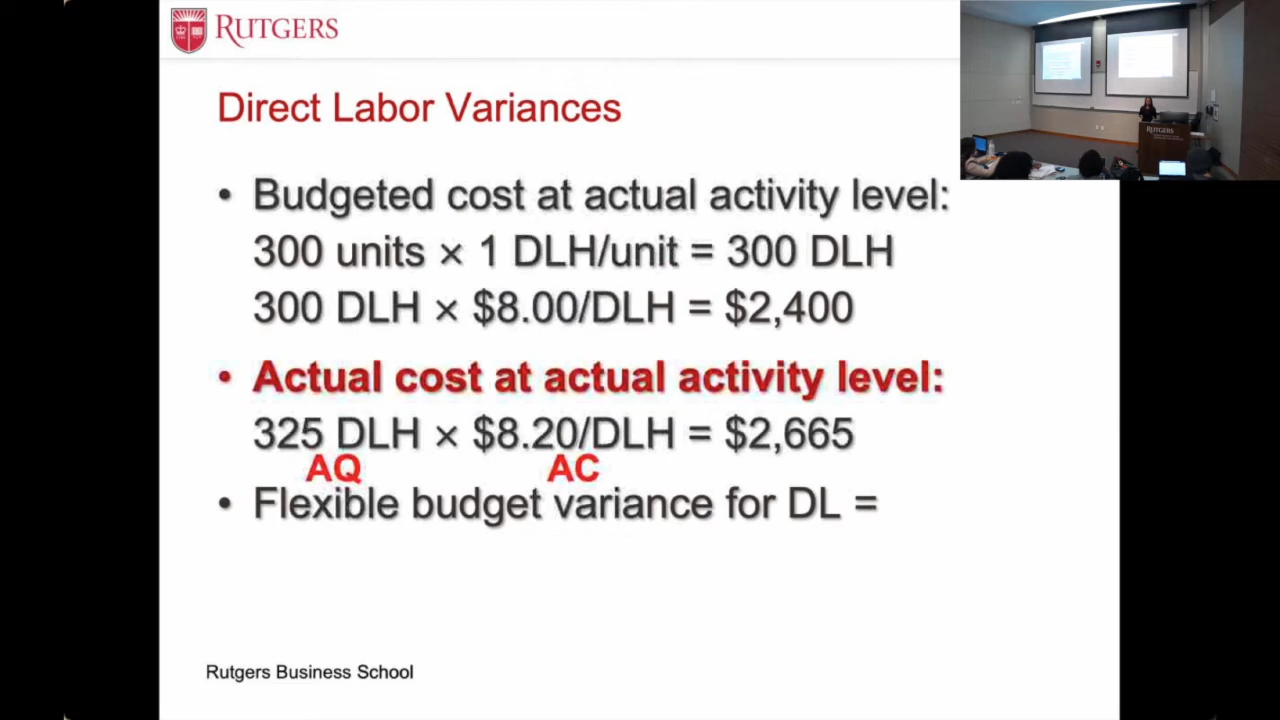 RUTGERS
Direct Labor Variances
• Budgeted cost at actual activity level:
300 units × 1 DLH/unit = 300 DLH
300 DLH × $8.00/DLH = $2,400
• Actual cost at actual activity level:
325 DLH × $8.20/DLH = $2,665
AQ AC
• Flexible budget variance for DL =
Rutgers Business School
RUTGERS